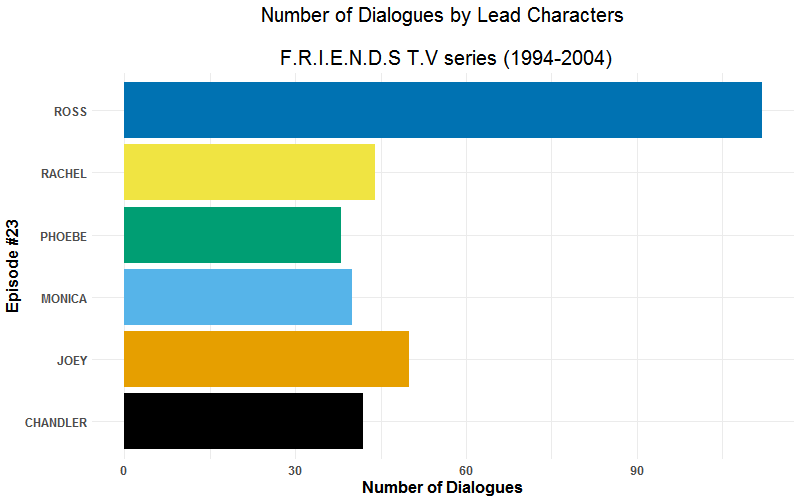 Number of Dialogues by Lead Characters
F.R.I.E.N.D.S T.V series (1994-2004)
ROSS
RACHEL
PHOEBE
MONICA
JOEY
CHANDLER
Episode #23
0 30 60 90
Number of Dialogues